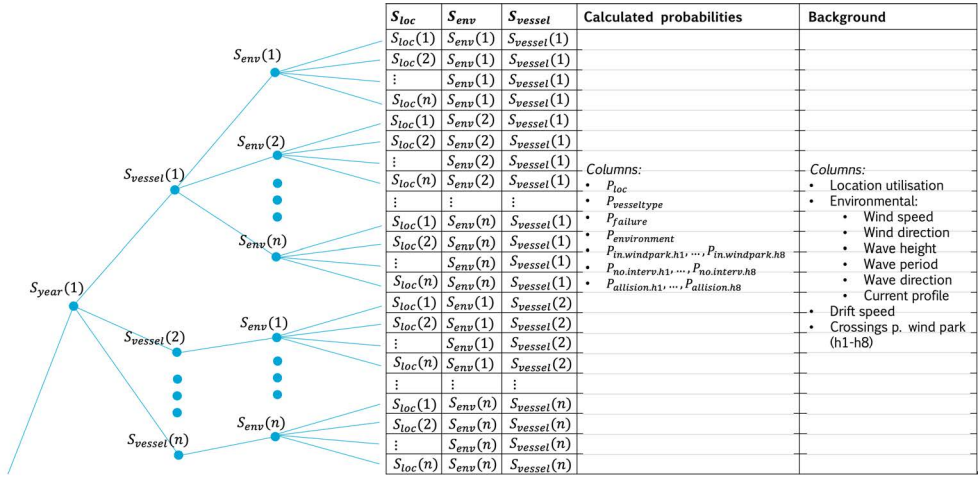 S_loc S_env S_vessel Calculated probabilities Background
S_loc(1) S_env(1) S_vessel(1)
S_env(1)
S_loc(2) S_env(1) S_vessel(1)
⋮ S_env(1) S_vessel(1)
S_loc(n) S_env(1) S_vessel(1)
S_loc(1) S_env(2) S_vessel(1)
S_env(2)
S_loc(2) S_env(2) S_vessel(1)
⋮ S_env(2) S_vessel(1)
S_vessel(1)
S_loc(n) S_env(2) S_vessel(1)
⋮ ⋮ ⋮
S_loc(1) S_env(n) S_vessel(1)
S_env(n)
S_loc(2) S_env(n) S_vessel(1)
⋮ S_env(n) S_vessel(1)
S_loc(n) S_env(n) S_vessel(1)
S_year(1)
S_loc(1) S_env(1) S_vessel(2)
S_vessel(2)
S_env(1)
S_loc(2) S_env(1) S_vessel(2)
⋮ S_env(1) S_vessel(2)
S_loc(n) S_env(1) S_vessel(2)
⋮ ⋮ ⋮
S_loc(1) S_env(n) S_vessel(n)
S_vessel(n)
S_env(n)
S_loc(2) S_env(n) S_vessel(n)
⋮ S_env(n) S_vessel(n)
S_loc(n) S_env(n) S_vessel(n)
Columns:
• P_loc
• P_vesseltype
• P_failure
• P_environment
• P_in.windpark.h1, ..., P_in.windpark.h8
• P_no.interv.h1, ..., P_no.interv.h8
• P_allision.h1, ..., P_allision.h8
Columns:
• Location utilisation
• Environmental:
• Wind speed
• Wind direction
• Wave height
• Wave period
• Wave direction
• Current profile
• Drift speed
• Crossings p. wind park
(h1-h8)